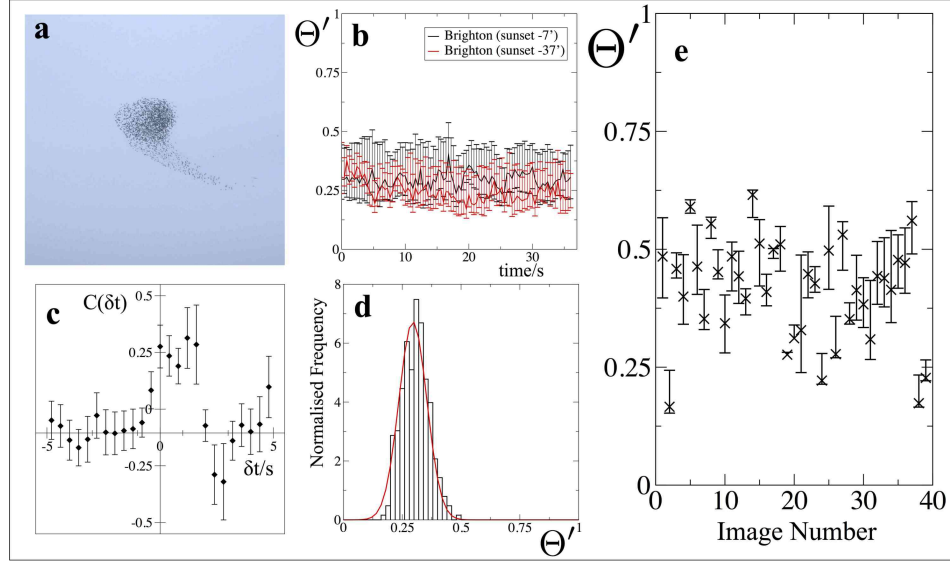 a
Θ′
b
Brighton (sunset -7')
Brighton (sunset -37')
1
0.75
0.5
0.25
0
0
10
20
30
time/s
c
C(δt)
0.5
0.25
0
-0.25
-0.5
-5
0
5
δt/s
d
Normalised Frequency
8
6
4
2
0
0
0.25
0.5
0.75
1
Θ′
e
Θ′
1
0.75
0.5
0.25
0
0
10
20
30
40
Image Number